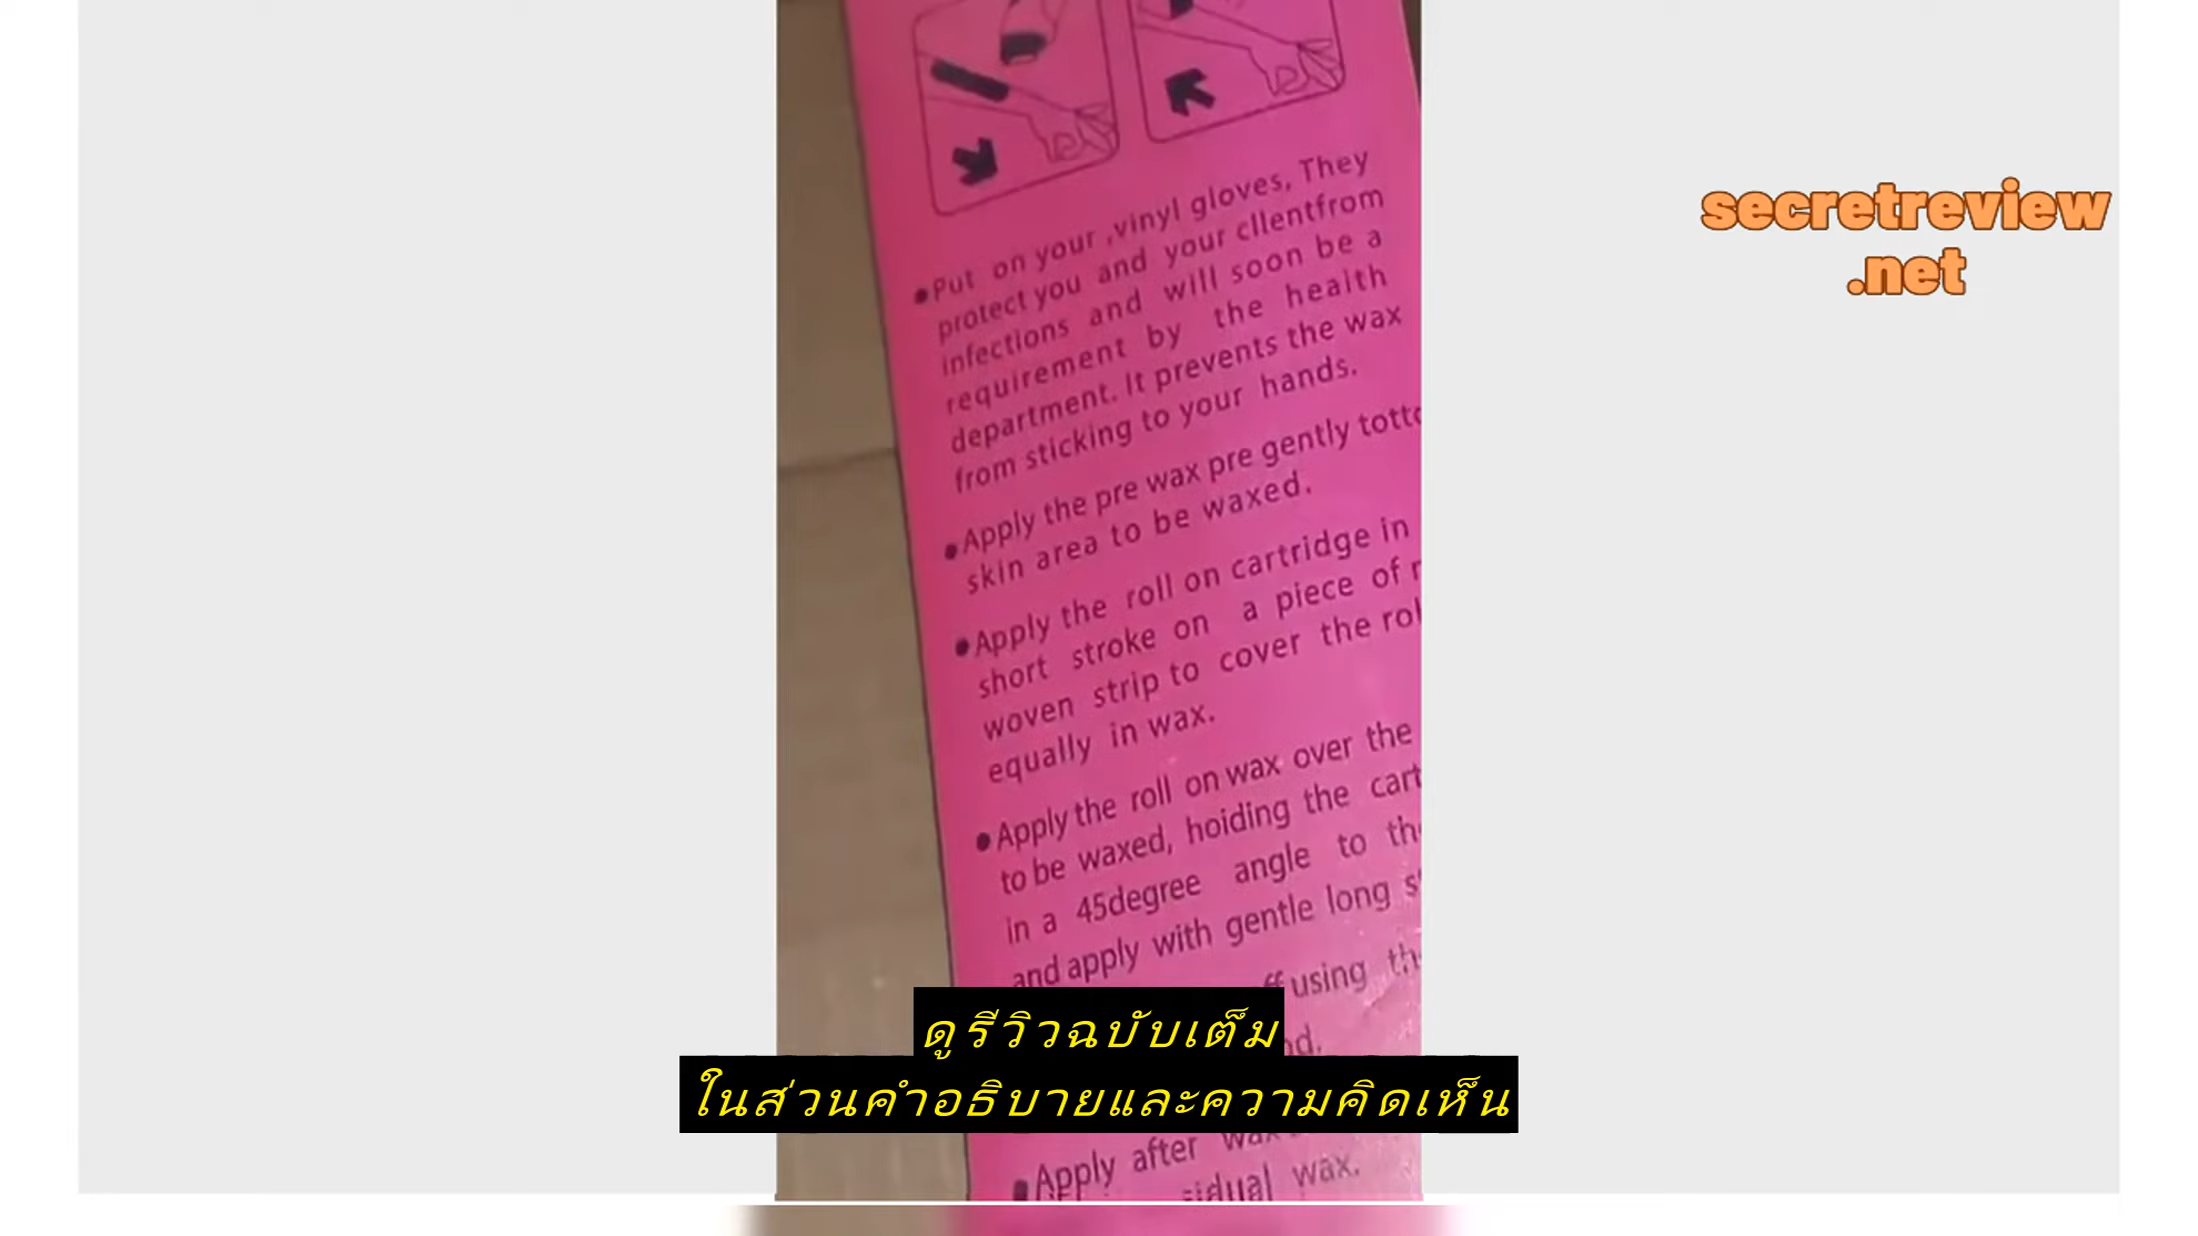 secretreview
.net
●Put on your ,vinyl gloves, They
protect you and your cllentfrom
infections and will soon be a
requirement by the heaith
department. It prevents the wax
from sticking to your hands.
●Apply the pre wax pre gently
skin area to be waxed.
●Apply the roll on cartridge in
short stroke on a piece of
woven strip to cover the
equally in wax.
●Apply the roll on wax over the
to be waxed, hoiding the
in a 45degree angle to
and apply with gentle long
using
ดูรีวิวฉบับเต็ม
ในส่วนคำอธิบายและความคิดเห็น
●Apply after
wax.